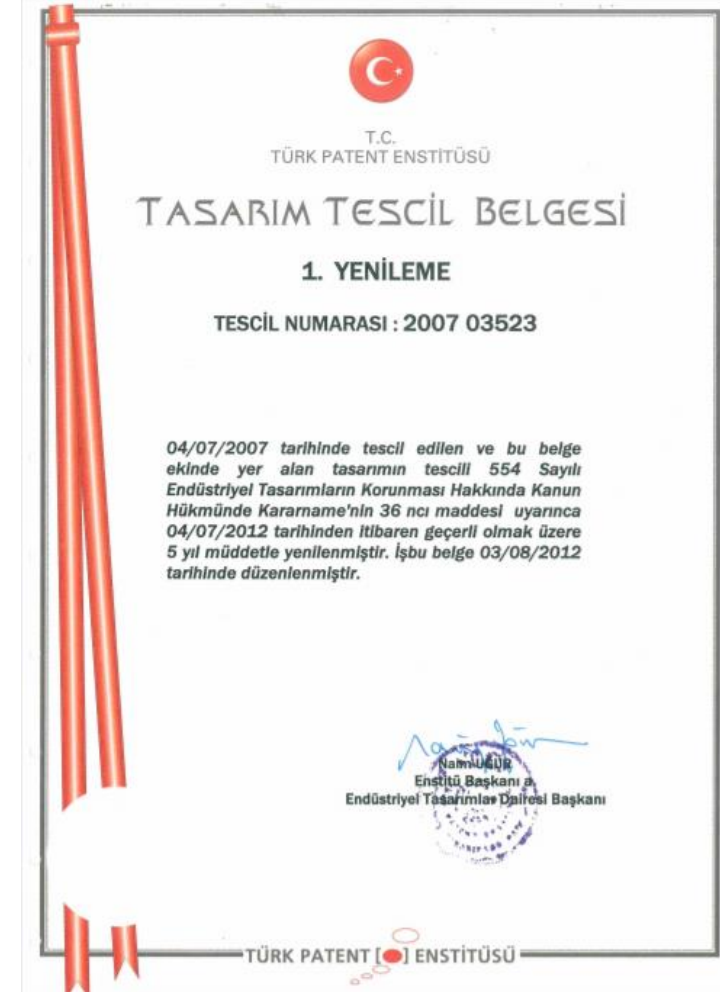 T.C.
TÜRK PATENT ENSTİTÜSÜ
TASARIM TESCİL BELGESİ
1. YENİLEME
TESCİL NUMARASI : 2007 03523
04/07/2007 tarihinde tescil edilen ve bu belge
ekinde yer alan tasarımın tescili 554 Sayılı
Endüstriyel Tasarımların Korunması Hakkında Kanun
Hükmünde Kararname'nin 36 ncı maddesi uyarınca
04/07/2012 tarihinden itibaren geçerli olmak üzere
5 yıl müddetle yenilenmiştir. İşbu belge 03/08/2012
tarihinde düzenlenmiştir.
Naim UĞUR
Enstitü Başkanı a.
Endüstriyel Tasarımlar Dairesi Başkanı
TÜRK PATENT [ ] ENSTİTÜSÜ